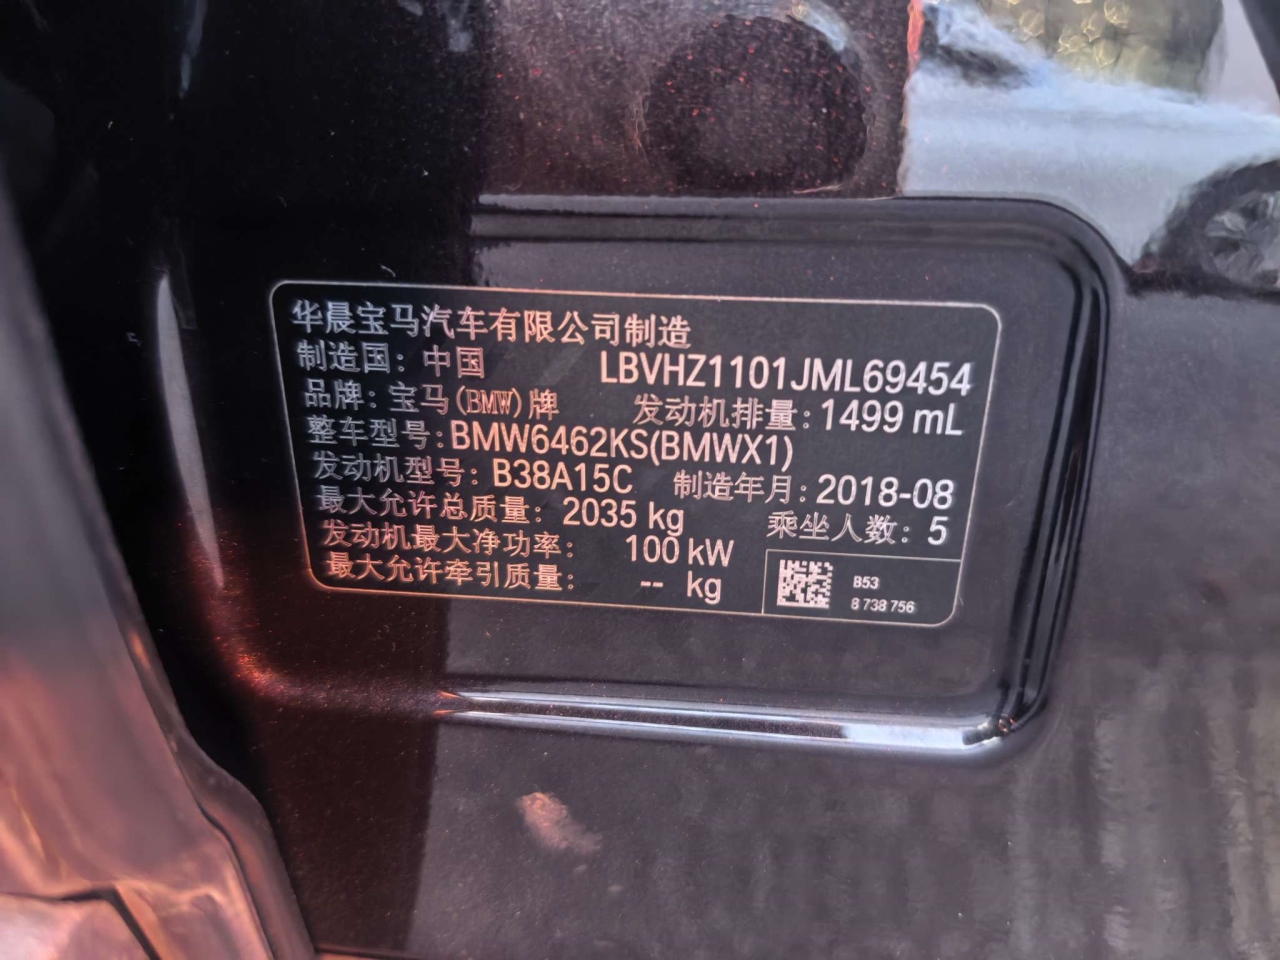 华晨宝马汽车有限公司制造
制造国：中国 LBVHZ1101JML69454
品牌：宝马(BMW)牌 发动机排量：1499 mL
整车型号：BMW6462KS(BMWX1)
发动机型号：B38A15C 制造年月：2018-08
最大允许总质量：2035 kg 乘坐人数：5
发动机最大净功率：100 kW
最大允许牵引质量：-- kg
B53
8 738 756